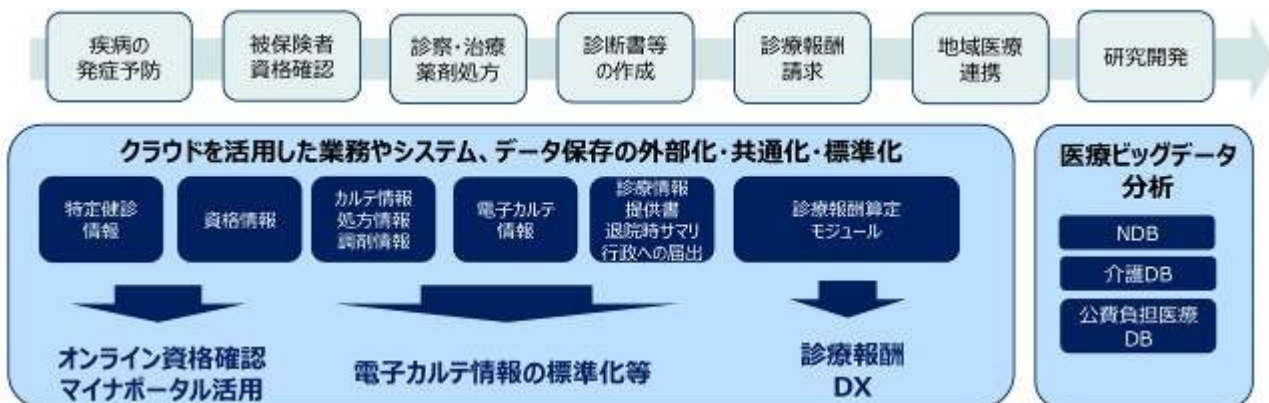 疾病の
発症予防
被保険者
資格確認
診察・治療
薬剤処方
診断書等
の作成
診療報酬
請求
地域医療
連携
研究開発
クラウドを活用した業務やシステム、データ保存の外部化・共通化・標準化
特定健診
情報
資格情報
カルテ情報
処方情報
調剤情報
電子カルテ
情報
診療情報
提供書
退院時サマリ
行政への届出
診療報酬算定
モジュール
オンライン資格確認
マイナポータル活用
電子カルテ情報の標準化等
診療報酬
DX
医療ビッグデータ
分析
NDB
介護DB
公費負担医療
DB